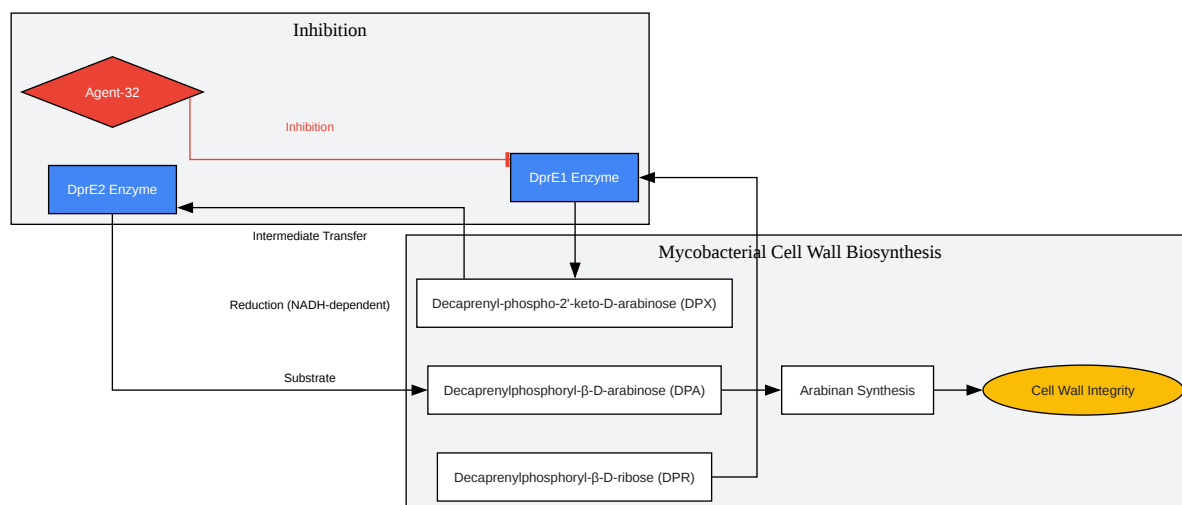 Inhibition
Agent-32
Inhibition
DprE1 Enzyme
DprE2 Enzyme
Intermediate Transfer
Mycobacterial Cell Wall Biosynthesis
Decaprenyl-phospho-2'-keto-D-arabinose (DPX)
Reduction (NADH-dependent)
Substrate
Decaprenylphosphoryl-β-D-arabinose (DPA)
Arabinan Synthesis
Cell Wall Integrity
Decaprenylphosphoryl-β-D-ribose (DPR)